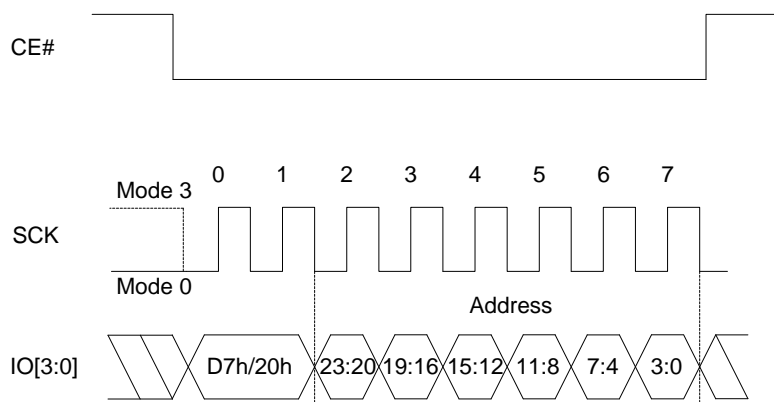 CE#
0 1 2 3 4 5 6 7
Mode 3
SCK
Mode 0
Address
IO[3:0] D7h/20h 23:20 19:16 15:12 11:8 7:4 3:0